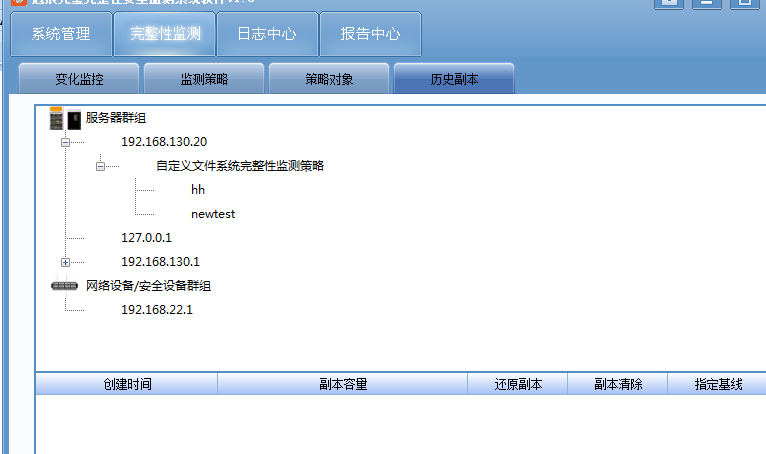 系统管理 完整性监测 日志中心 报告中心
变化监控 监测策略 策略对象 历史副本
服务器群组
192.168.130.20
自定义文件系统完整性监测策略
hh
newtest
127.0.0.1
192.168.130.1
网络设备/安全设备群组
192.168.22.1
创建时间 副本容量 还原副本 副本清除 指定基线